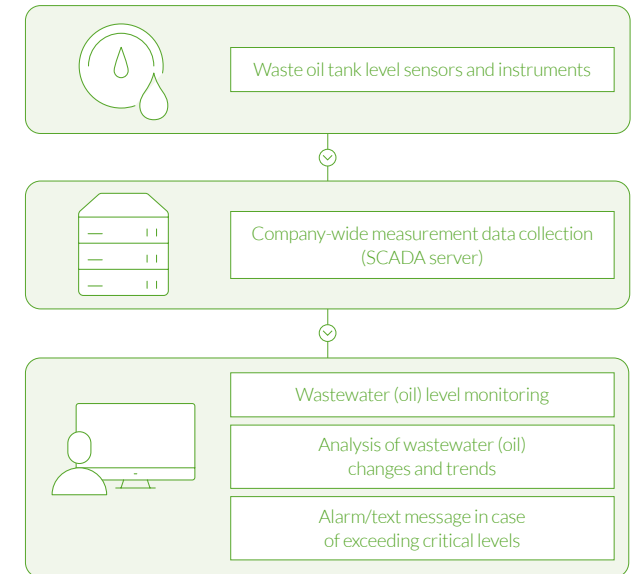 Waste oil tank level sensors and instruments
Company-wide measurement data collection
(SCADA server)
Wastewater (oil) level monitoring
Analysis of wastewater (oil)
changes and trends
Alarm/text message in case
of exceeding critical levels